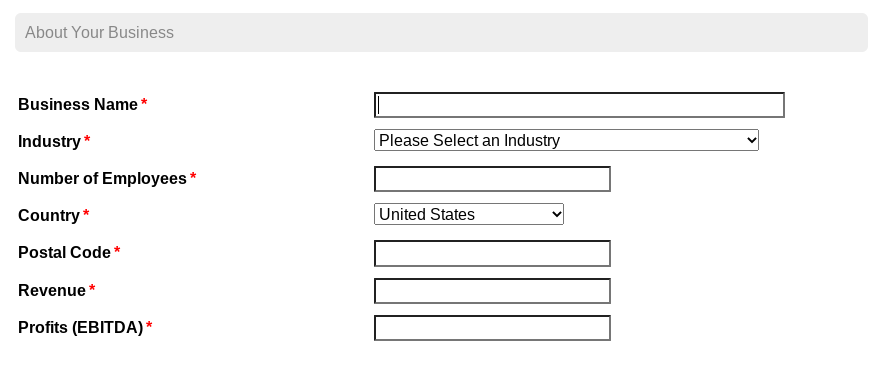 About Your Business
Business Name *
Industry * Please Select an Industry
Number of Employees *
Country * United States
Postal Code *
Revenue *
Profits (EBITDA) *